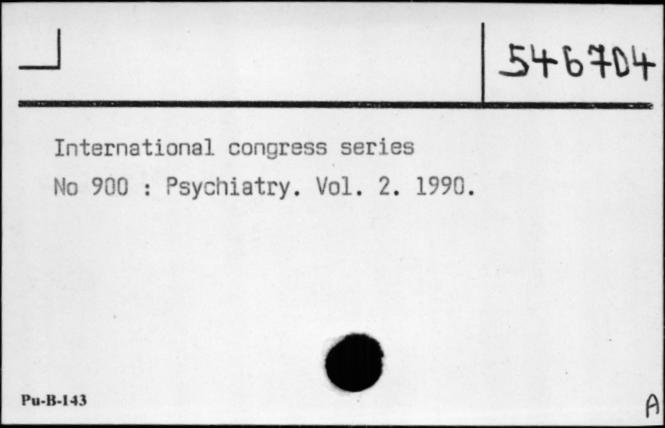 546704
International congress series
No 900 : Psychiatry. Vol. 2. 1990.
Pu-B-143
A